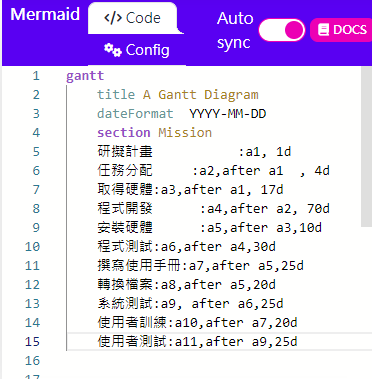 Mermaid
</> Code
Config
Auto sync
DOCS
1 gantt
2 title A Gantt Diagram
3 dateFormat  YYYY-MM-DD
4 section Mission
5 研擬計畫            :a1, 1d
6 任務分配     :a2,after a1  , 4d
7 取得硬體:a3,after a1, 17d
8 程式開發      :a4,after a2, 70d
9 安裝硬體      :a5,after a3,10d
10 程式測試:a6,after a4,30d
11 撰寫使用手冊:a7,after a5,25d
12 轉換檔案:a8,after a5,20d
13 系統測試:a9, after a6,25d
14 使用者訓練:a10,after a7,20d
15 使用者測試:a11,after a9,25d
16